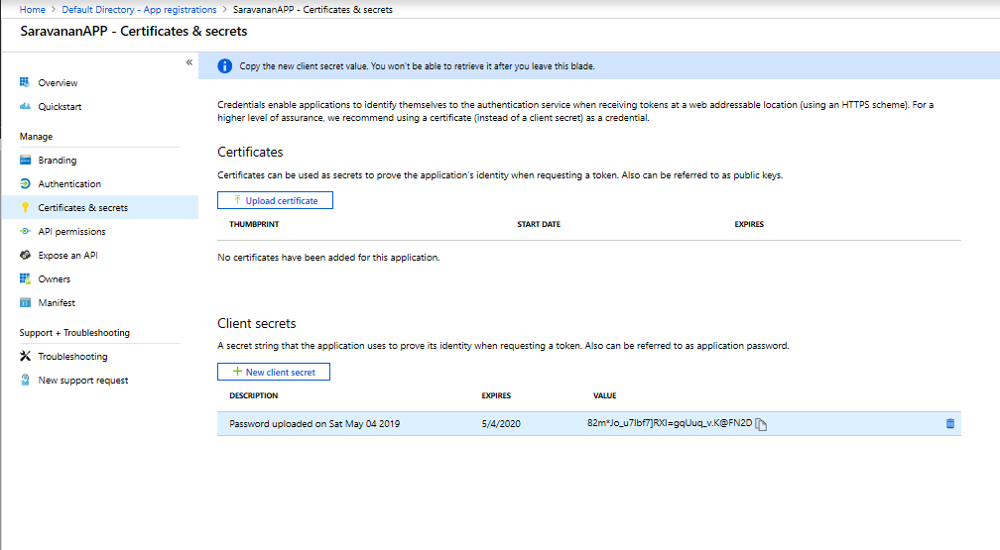 Home > Default Directory - App registrations > SaravananAPP - Certificates & secrets
SaravananAPP - Certificates & secrets
«
Overview
Quickstart
Manage
Branding
Authentication
Certificates & secrets
API permissions
Expose an API
Owners
Manifest
Support + Troubleshooting
Troubleshooting
New support request
Copy the new client secret value. You won't be able to retrieve it after you leave this blade.
Credentials enable applications to identify themselves to the authentication service when receiving tokens at a web addressable location (using an HTTPS scheme). For a
higher level of assurance, we recommend using a certificate (instead of a client secret) as a credential.
Certificates
Certificates can be used as secrets to prove the application's identity when requesting a token. Also can be referred to as public keys.
Upload certificate
THUMBPRINT START DATE EXPIRES
No certificates have been added for this application.
Client secrets
A secret string that the application uses to prove its identity when requesting a token. Also can be referred to as application password.
New client secret
DESCRIPTION EXPIRES VALUE
Password uploaded on Sat May 04 2019 5/4/2020